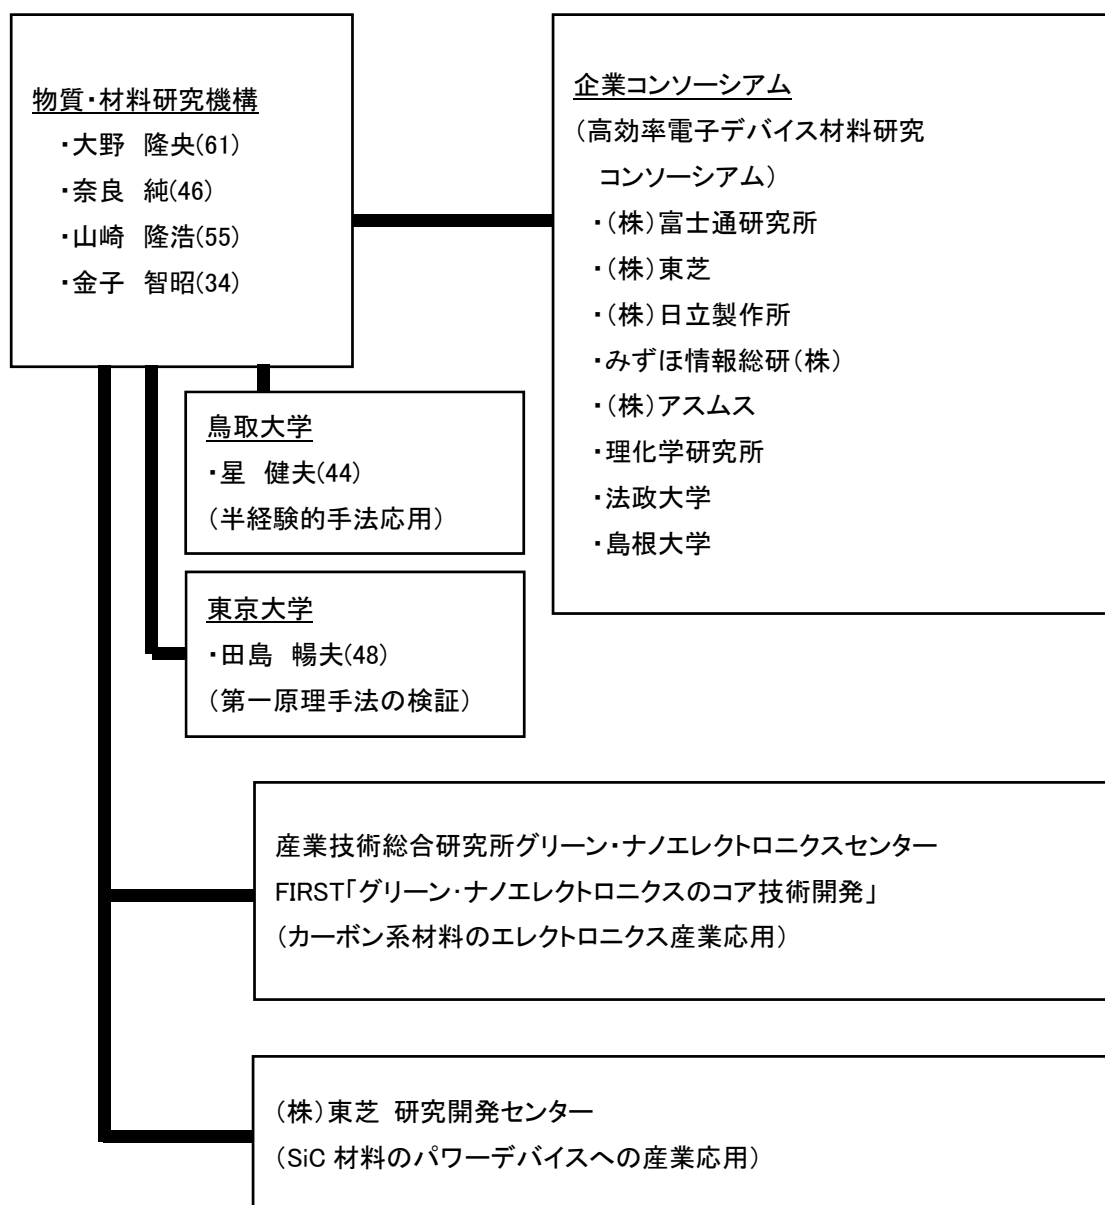 物質・材料研究機構
・大野 隆央(61)
・奈良 純(46)
・山崎 隆浩(55)
・金子 智昭(34)
企業コンソーシアム
(高効率電子デバイス材料研究
コンソーシアム)
・(株)富士通研究所
・(株)東芝
・(株)日立製作所
・みずほ情報総研(株)
・(株)アスムス
・理化学研究所
・法政大学
・島根大学
鳥取大学
・星 健夫(44)
(半経験的手法応用)
東京大学
・田島 暢夫(48)
(第一原理手法の検証)
産業技術総合研究所グリーン・ナノエレクトロニクスセンター
FIRST「グリーン・ナノエレクトロニクスのコア技術開発」
(カーボン系材料のエレクトロニクス産業応用)
(株)東芝 研究開発センター
(SiC 材料のパワーデバイスへの産業応用)